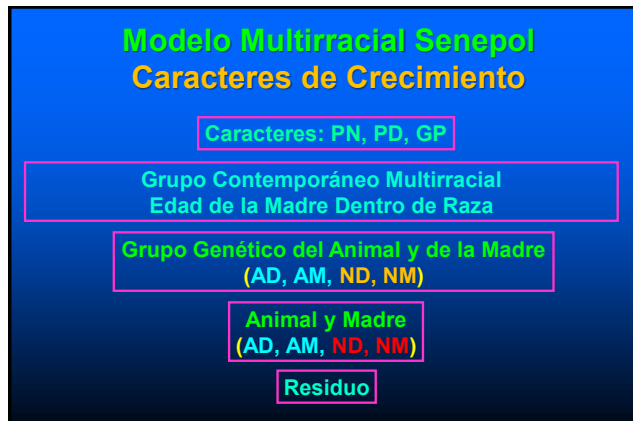 Modelo Multirracial Senepol
Caracteres de Crecimiento
Caracteres: PN, PD, GP
Grupo Contemporáneo Multirracial
Edad de la Madre Dentro de Raza
Grupo Genético del Animal y de la Madre
(AD, AM, ND, NM)
Animal y Madre
(AD, AM, ND, NM)
Residuo